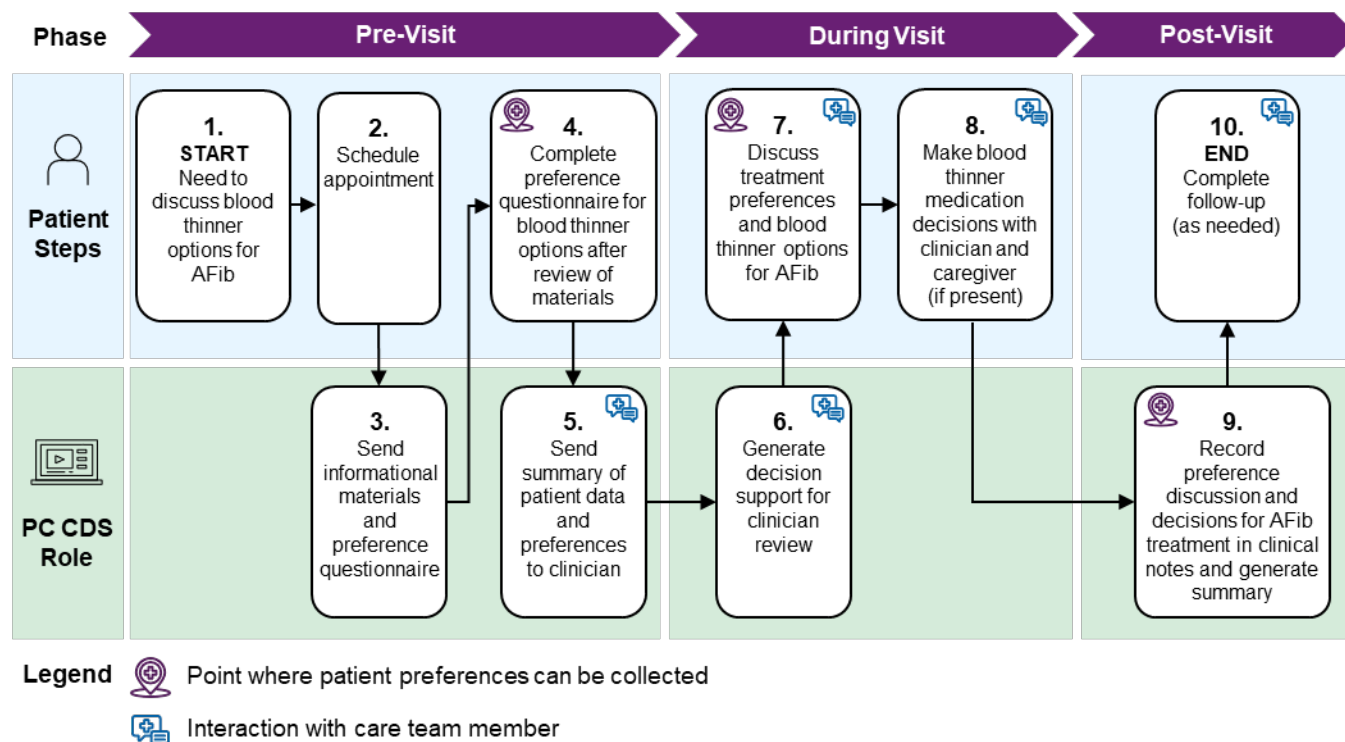 Phase
Pre-Visit
During Visit
Post-Visit
Patient
Steps
1.
START
Need to
discuss blood
thinner
options for
AFib
2.
Schedule
appointment
4.
Complete
preference
questionnaire for
blood thinner
options after
review of
materials
7.
Discuss
treatment
preferences
and blood
thinner options
for AFib
8.
Make blood
thinner
medication
decisions with
clinician and
caregiver
(if present)
10.
END
Complete
follow-up
(as needed)
PC CDS
Role
3.
Send
informational
materials
and
preference
questionnaire
5.
Send
summary of
patient data
and
preferences
to clinician
6.
Generate
decision
support for
clinician
review
9.
Record
preference
discussion and
decisions for AFib
treatment in clinical
notes and generate
summary
Legend
Point where patient preferences can be collected
Interaction with care team member